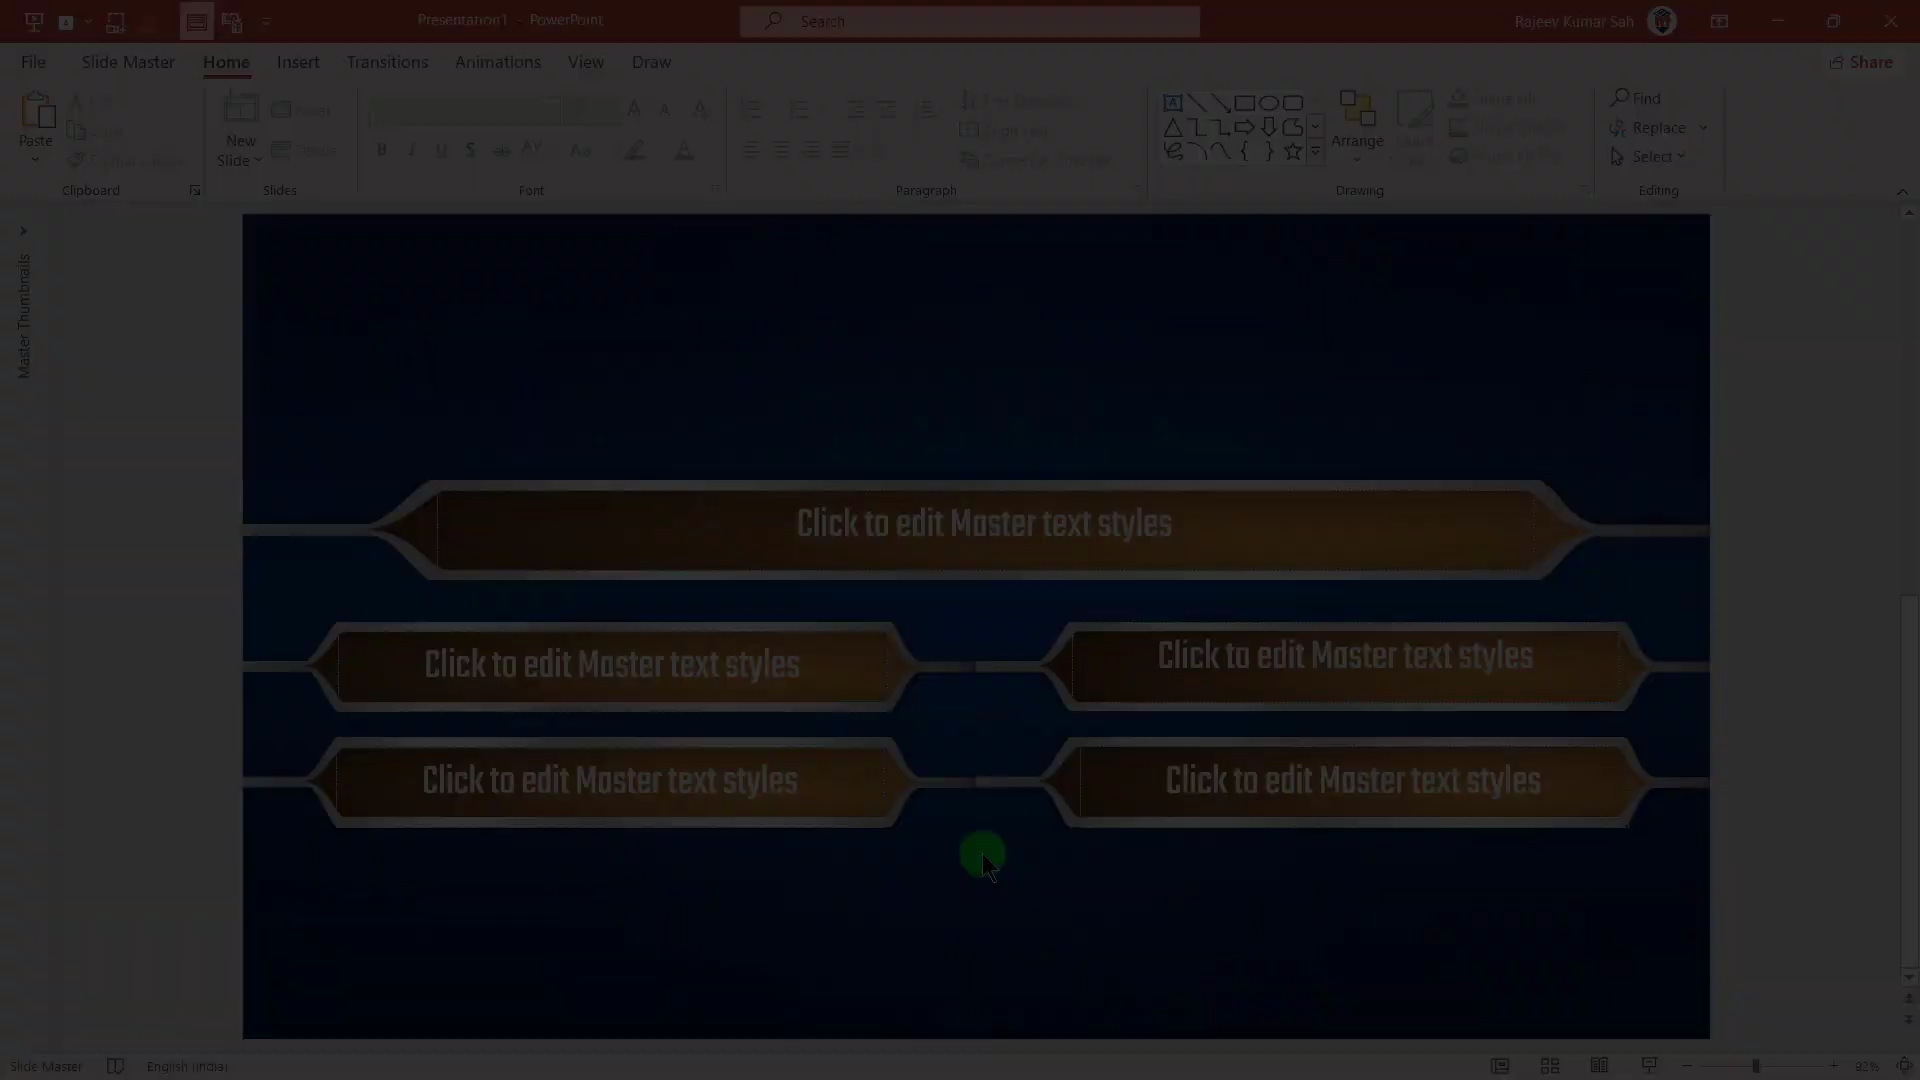 Presentation1 - PowerPoint
Search
Rajeev Kumar Sah
File Slide Master Home Insert Transitions Animations View Draw
Share
Paste
New
Slide
Arrange
Find
Replace
Select
Clipboard Slides Font Paragraph Drawing Editing
Master Thumbnails
Click to edit Master text styles
Click to edit Master text styles
Click to edit Master text styles
Click to edit Master text styles
Click to edit Master text styles
Slide Master English (India)
92%